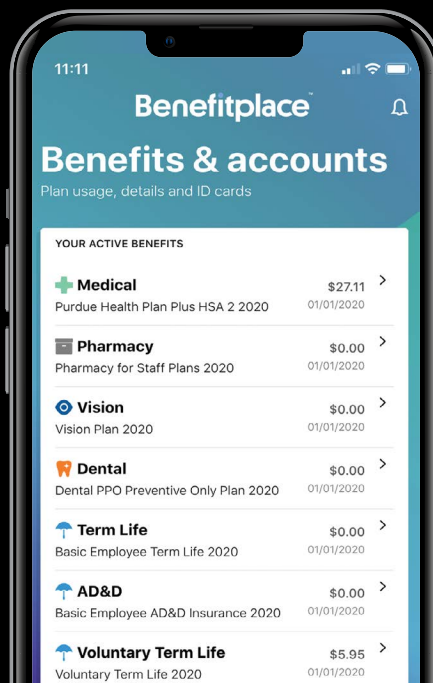 11:11
Benefitplace™
Benefits & accounts
Plan usage, details and ID cards
YOUR ACTIVE BENEFITS
Medical $27.11
Purdue Health Plan Plus HSA 2 2020 01/01/2020
Pharmacy $0.00
Pharmacy for Staff Plans 2020 01/01/2020
Vision $0.00
Vision Plan 2020 01/01/2020
Dental $0.00
Dental PPO Preventive Only Plan 2020 01/01/2020
Term Life $0.00
Basic Employee Term Life 2020 01/01/2020
AD&D $0.00
Basic Employee AD&D Insurance 2020 01/01/2020
Voluntary Term Life $5.95
Voluntary Term Life 2020 01/01/2020